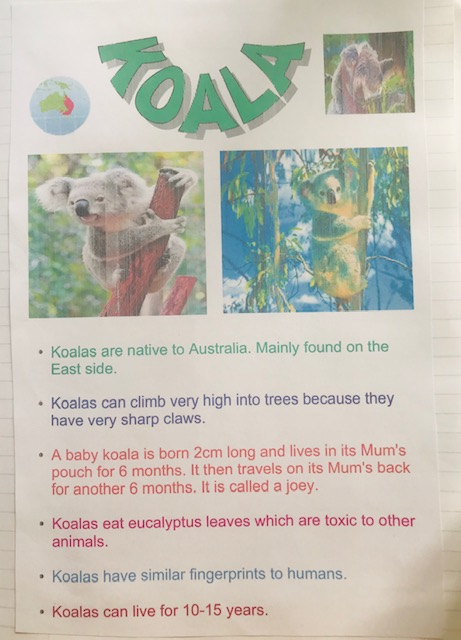 KOALA
• Koalas are native to Australia. Mainly found on the
East side.
• Koalas can climb very high into trees because they
have very sharp claws.
• A baby koala is born 2cm long and lives in its Mum's
pouch for 6 months. It then travels on its Mum's back
for another 6 months. It is called a joey.
• Koalas eat eucalyptus leaves which are toxic to other
animals.
• Koalas have similar fingerprints to humans.
• Koalas can live for 10-15 years.